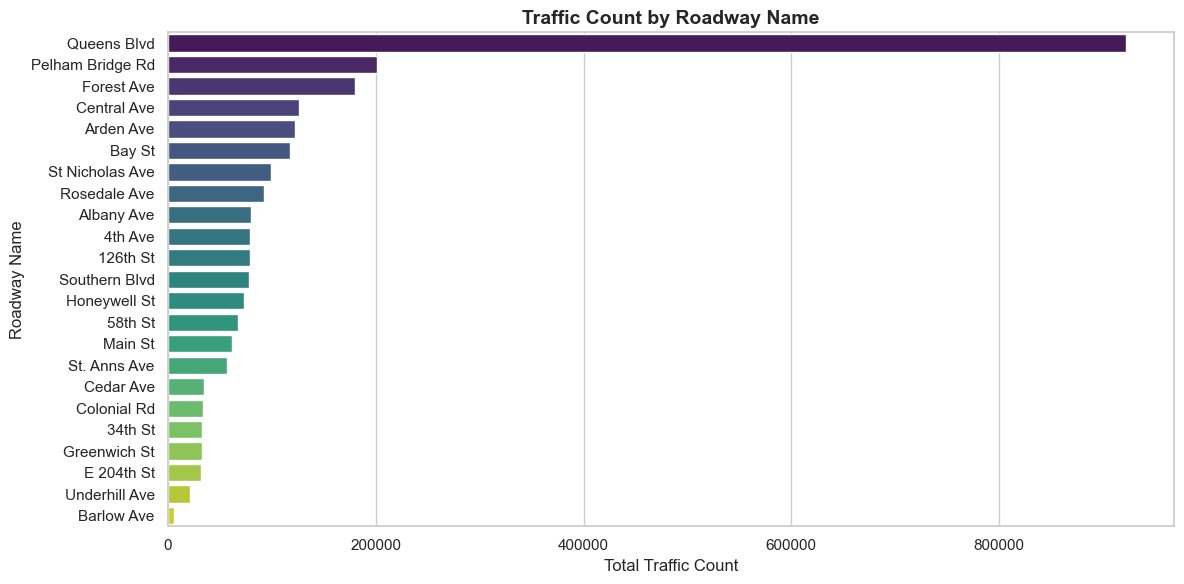 Traffic Count by Roadway Name
Roadway Name
Queens Blvd
Pelham Bridge Rd
Forest Ave
Central Ave
Arden Ave
Bay St
St Nicholas Ave
Rosedale Ave
Albany Ave
4th Ave
126th St
Southern Blvd
Honeywell St
58th St
Main St
St. Anns Ave
Cedar Ave
Colonial Rd
34th St
Greenwich St
E 204th St
Underhill Ave
Barlow Ave
0 200000 400000 600000 800000
Total Traffic Count